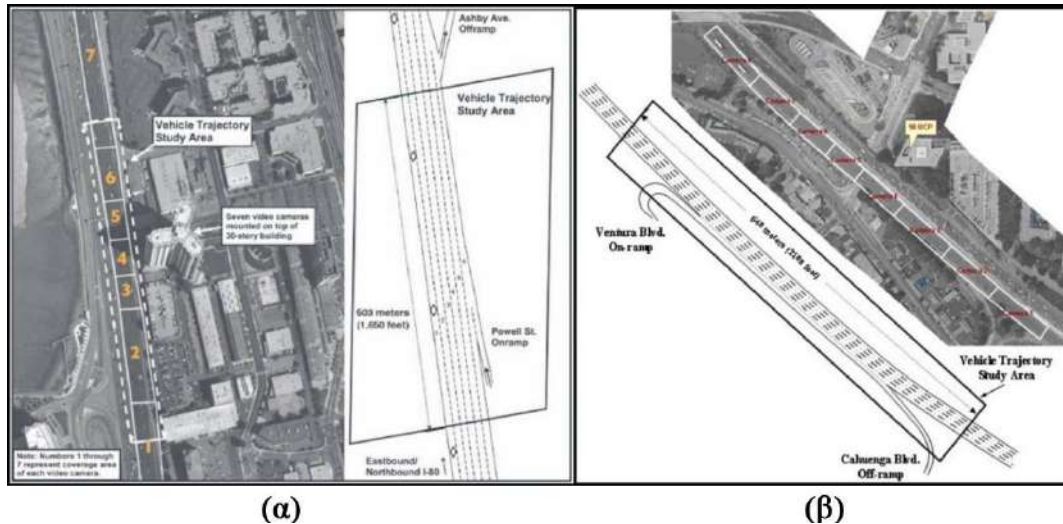 7
Vehicle Trajectory
Study Area
6
5
Seven video cameras
mounted on top of
30-story building
4
3
2
1
Note: Numbers 1 through
7 represent coverage area
of each video camera.
Ashby Ave.
Offramp
Vehicle Trajectory
Study Area
503 meters
(1,650 feet)
Powell St.
Onramp
Eastbound/
Northbound I-80
(α)
Ventura Blvd.
On-ramp
Vehicle Trajectory
Study Area
Cahuenga Blvd.
Off-ramp
(β)